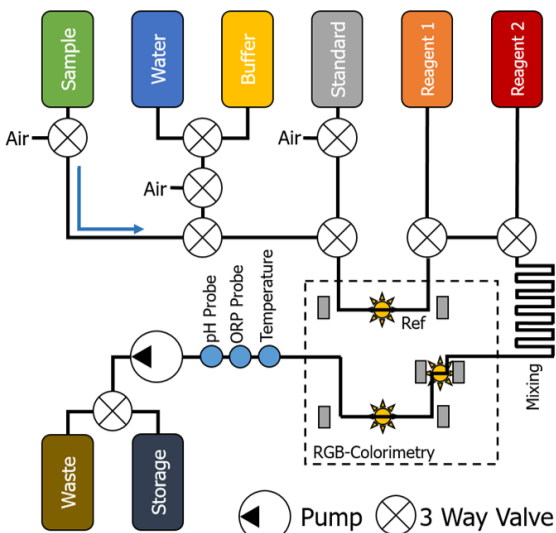 Sample
Water
Buffer
Standard
Reagent 1
Reagent 2
Air
Air
Air
pH Probe
ORP Probe
Temperature
Ref
Mixing
RGB-Colorimetry
Waste
Storage
Pump
3 Way Valve